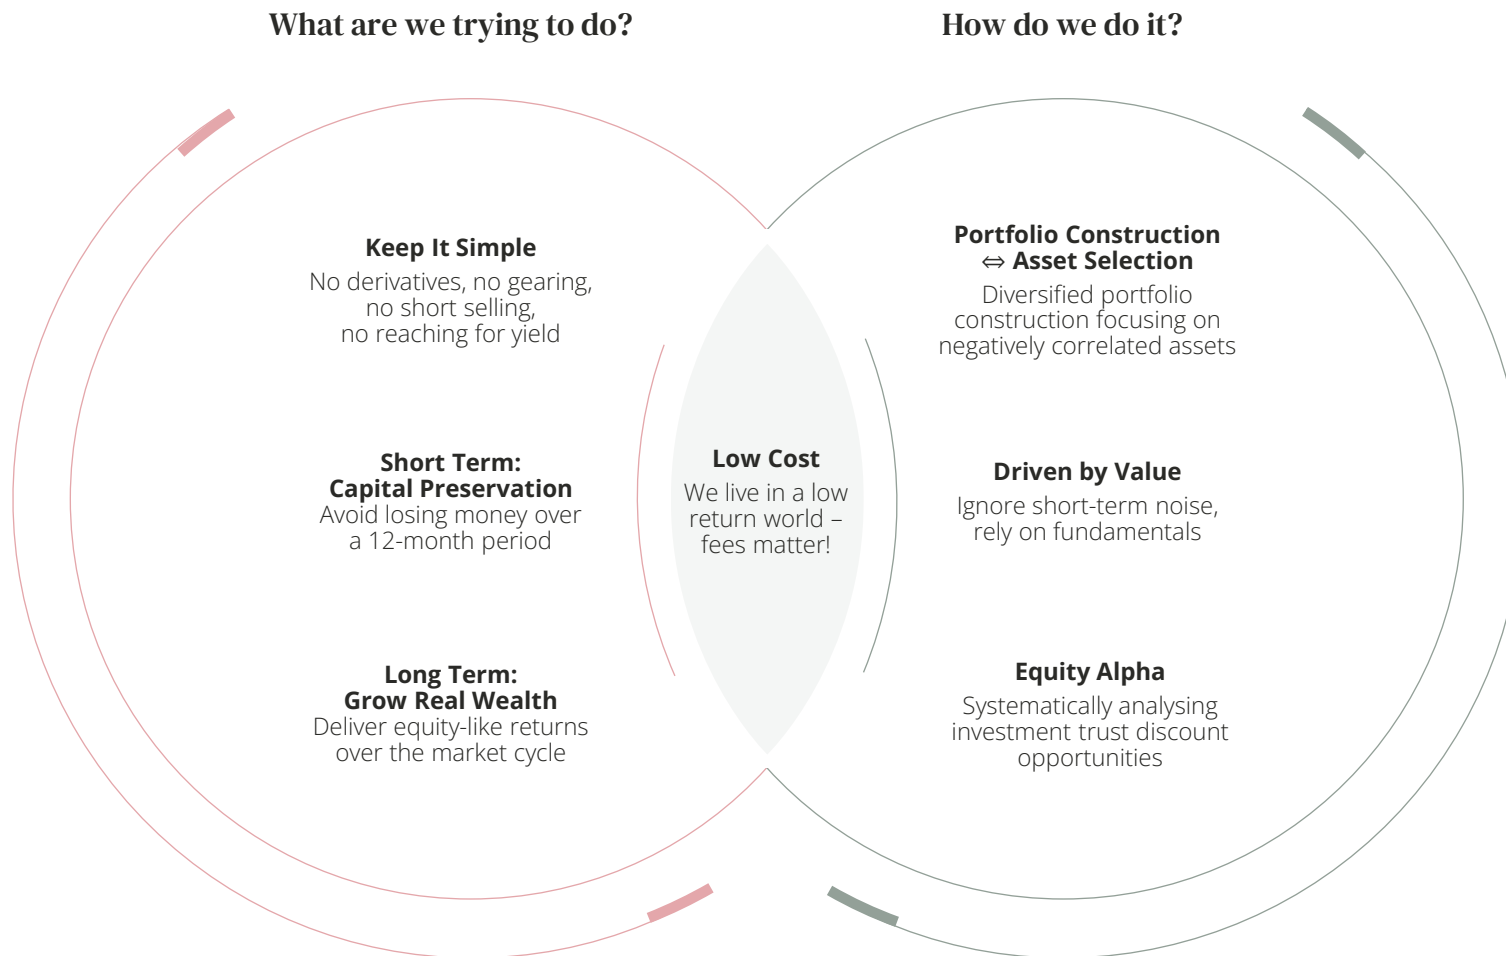 What are we trying to do?
Keep It Simple
No derivatives, no gearing,
no short selling,
no reaching for yield
Short Term:
Capital Preservation
Avoid losing money over
a 12-month period
Long Term:
Grow Real Wealth
Deliver equity-like returns
over the market cycle
Low Cost
We live in a low
return world –
fees matter!
How do we do it?
Portfolio Construction
⇔ Asset Selection
Diversified portfolio
construction focusing on
negatively correlated assets
Driven by Value
Ignore short-term noise,
rely on fundamentals
Equity Alpha
Systematically analysing
investment trust discount
opportunities